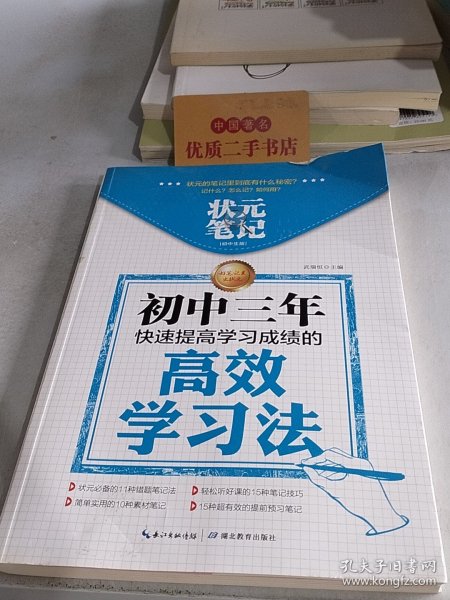 中国著名
优质二手书店
★★★ 状元的笔记里到底有什么秘密？ ★★★
记什么？怎么记？如何用？
状元
笔记
（初中生版）
武瑞恒 主编
初中三年
快速提高学习成绩的
高效
学习法
状元必备的11种错题笔记法
轻松听好课的15种笔记技巧
简单实用的10种素材笔记
15种超有效的提前预习笔记
长江出版传媒 湖北教育出版社
孔夫子旧书网
www.kongfz.com